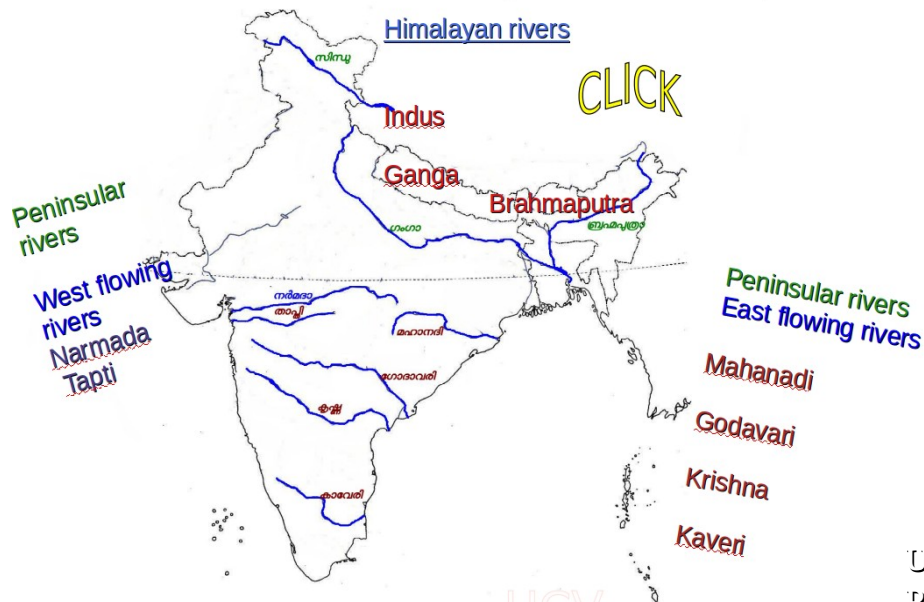 Himalayan rivers
സിന്ധു
CLICK
Indus
Ganga
Brahmaputra
ഗംഗാ
ബ്രഹ്മപുത്രാ
Peninsular
rivers
West flowing
rivers
Narmada
Tapti
നർമദാ
താപ്തി
മഹാനദി
ഗോദാവരി
കൃഷ്ണ
കാവേരി
Peninsular rivers
East flowing rivers
Mahanadi
Godavari
Krishna
Kaveri